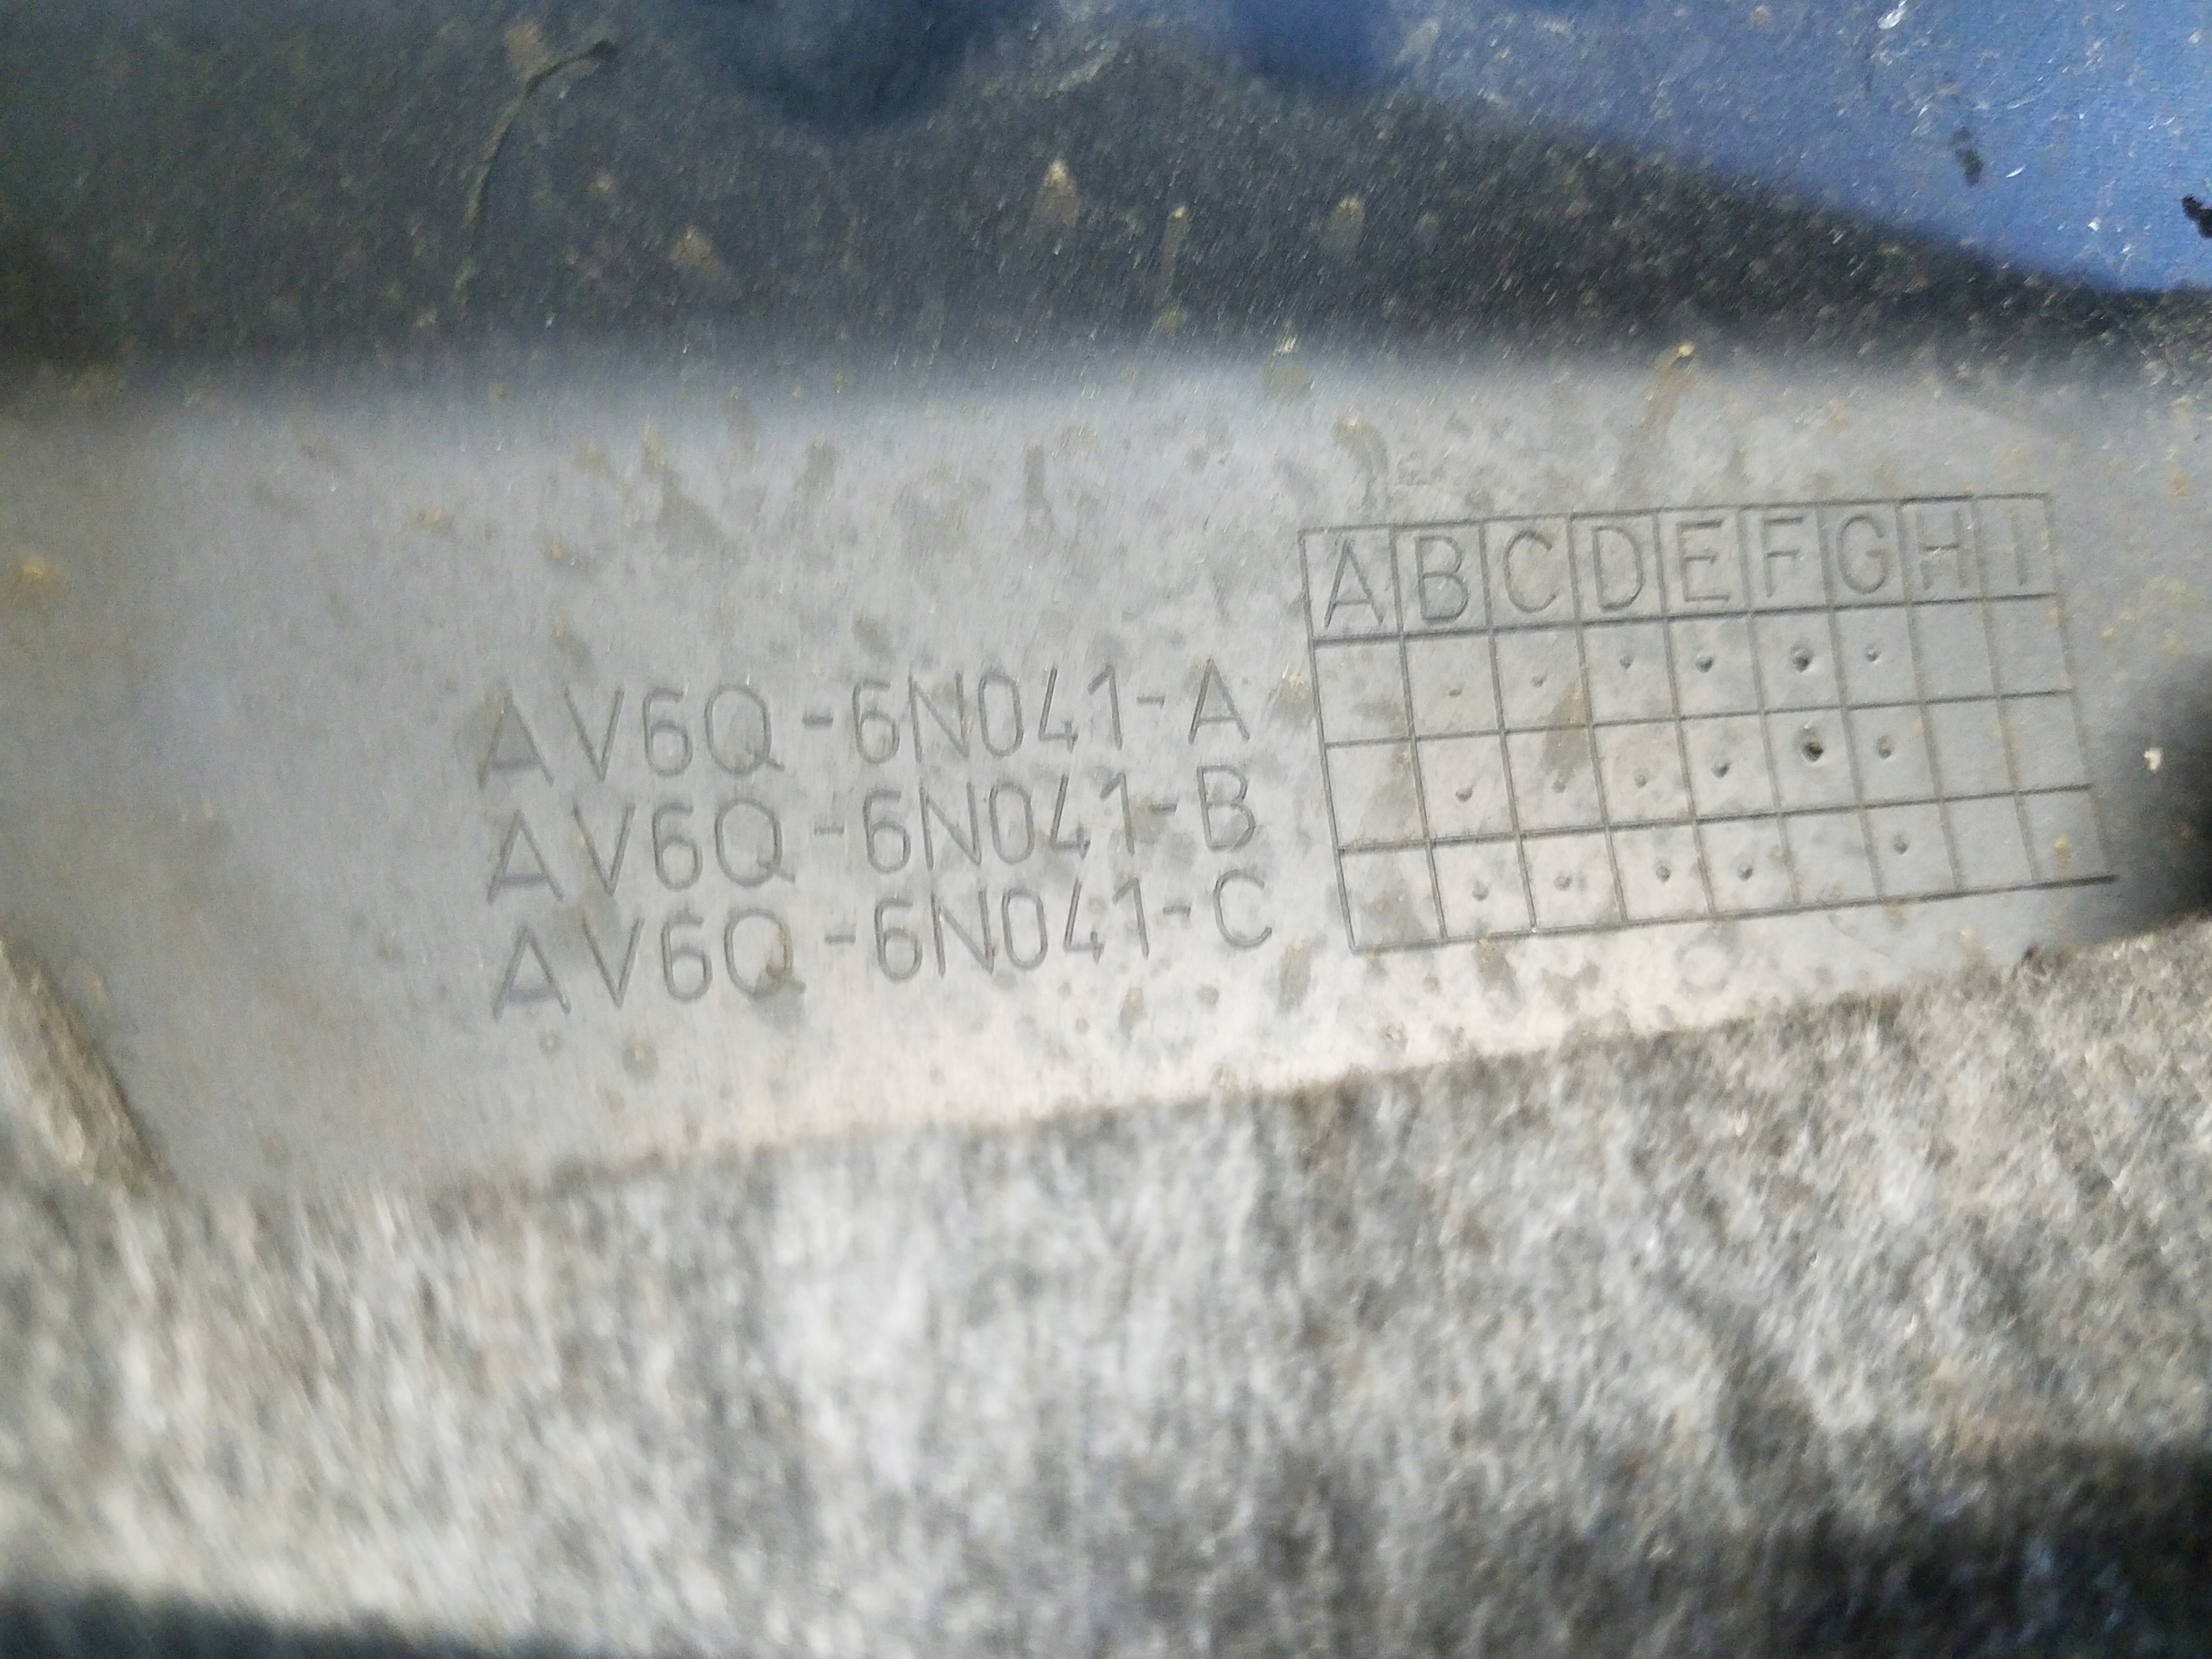 A B C D E F G H I
AV6Q-6N041-A
AV6Q-6N041-B
AV6Q-6N041-C